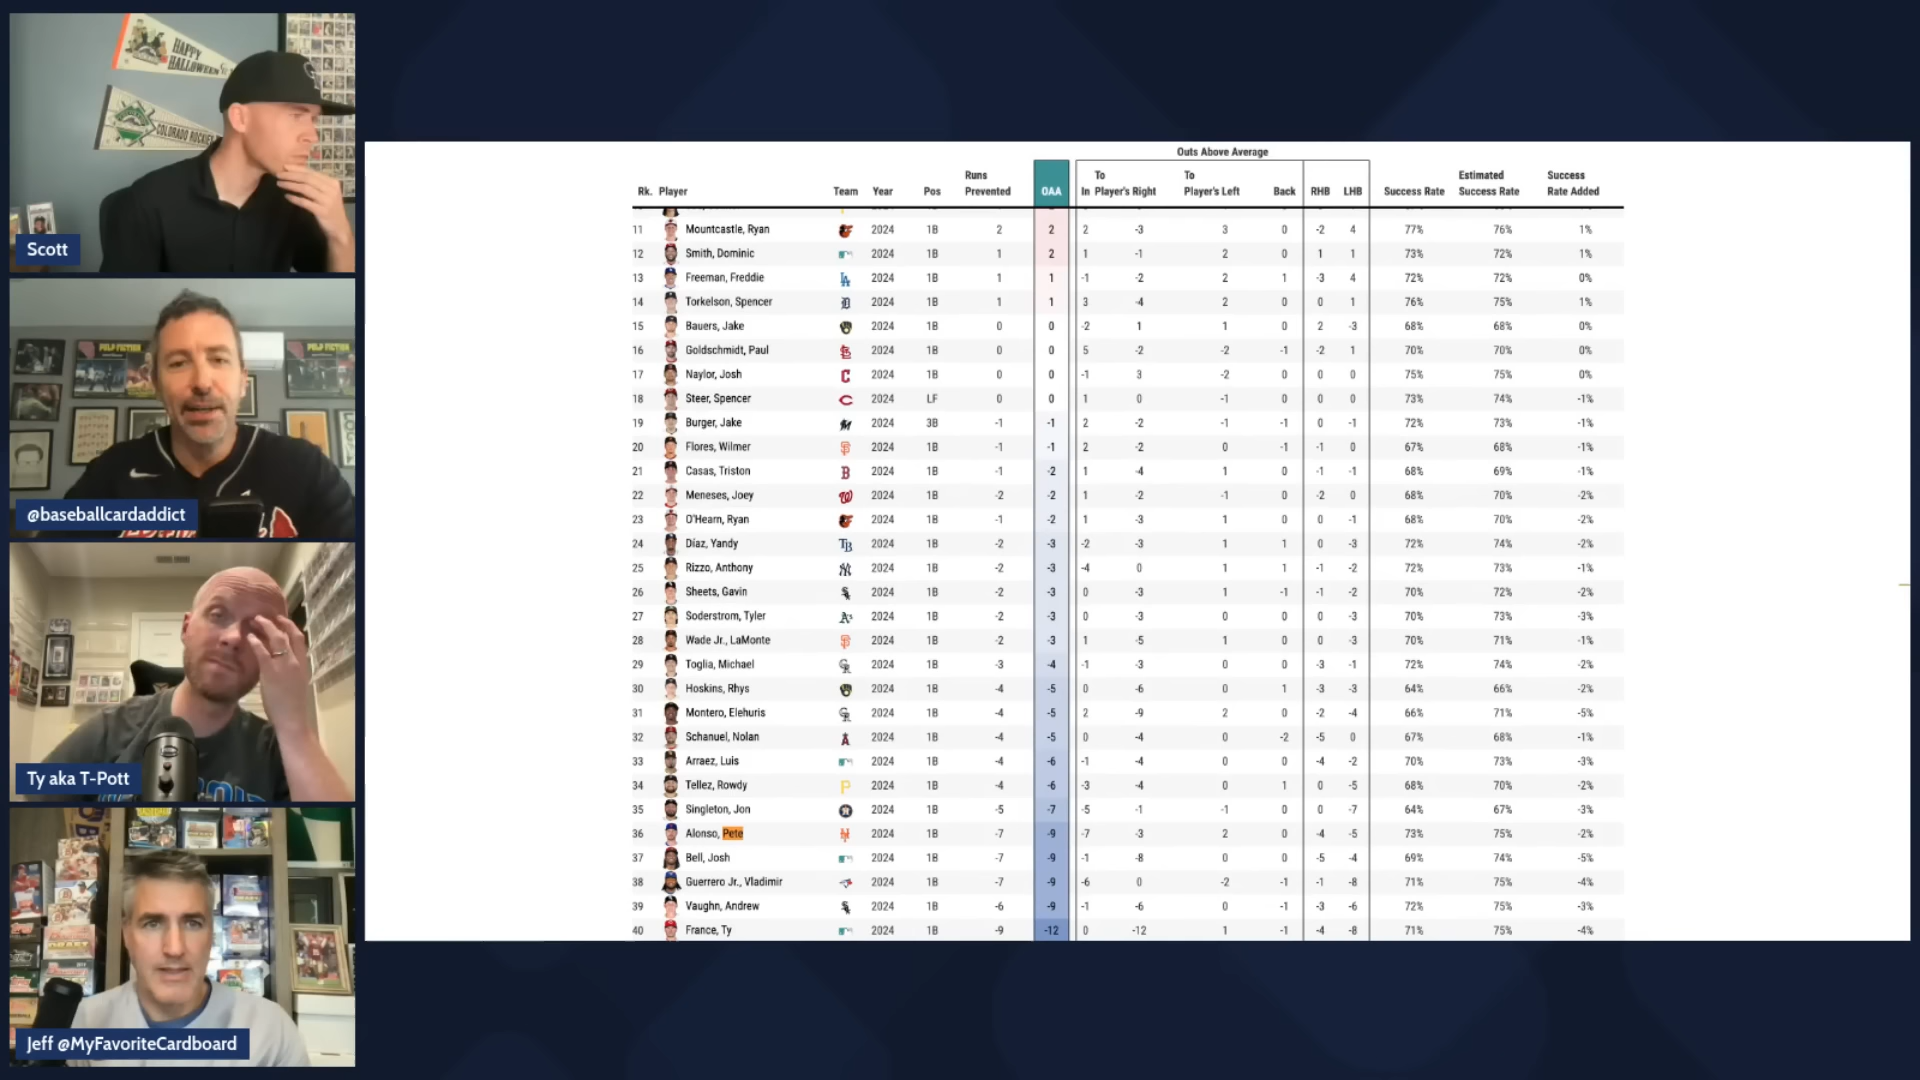 HAPPY
HALLOWEEN
COLORADO ROCKIES
Scott
PULP FICTION
@baseballcardaddict
Ty aka T-Pott
DRAFT
Jeff @MyFavoriteCardboard
Outs Above Average
Rk. Player Team Year Pos Runs Prevented OAA In To Player's Right To Player's Left Back RHB LHB Success Rate Estimated Success Rate Success Rate Added
11 Mountcastle, Ryan 2024 1B 2 2 2 -3 3 0 -2 4 77% 76% 1%
12 Smith, Dominic 2024 1B 1 2 1 -1 2 0 1 1 73% 72% 1%
13 Freeman, Freddie LA 2024 1B 1 1 -1 -2 2 1 -3 4 72% 72% 0%
14 Torkelson, Spencer D 2024 1B 1 1 3 -4 2 0 0 1 76% 75% 1%
15 Bauers, Jake 2024 1B 0 0 -2 1 1 0 2 -3 68% 68% 0%
16 Goldschmidt, Paul 2024 1B 0 0 5 -2 -2 -1 -2 1 70% 70% 0%
17 Naylor, Josh C 2024 1B 0 0 -1 3 -2 0 0 0 75% 75% 0%
18 Steer, Spencer C 2024 LF 0 0 1 0 -1 0 0 0 73% 74% -1%
19 Burger, Jake M 2024 3B -1 -1 2 -2 -1 -1 0 -1 72% 73% -1%
20 Flores, Wilmer SF 2024 1B -1 -1 2 -2 0 -1 -1 0 67% 68% -1%
21 Casas, Triston B 2024 1B -1 -2 1 -4 1 0 -1 -1 68% 69% -1%
22 Meneses, Joey W 2024 1B -2 -2 1 -2 -1 0 -2 0 68% 70% -2%
23 O'Hearn, Ryan 2024 1B -1 -2 1 -3 1 0 0 -1 68% 70% -2%
24 Díaz, Yandy TB 2024 1B -2 -3 -2 -3 1 1 0 -3 72% 74% -2%
25 Rizzo, Anthony NY 2024 1B -2 -3 -4 0 1 1 -1 -2 72% 73% -1%
26 Sheets, Gavin 2024 1B -2 -3 0 -3 1 -1 -1 -2 70% 72% -2%
27 Soderstrom, Tyler A's 2024 1B -2 -3 0 -3 0 0 0 -3 70% 73% -3%
28 Wade Jr., LaMonte SF 2024 1B -2 -3 1 -5 1 0 0 -3 70% 71% -1%
29 Toglia, Michael CR 2024 1B -3 -4 -1 -3 0 0 -3 -1 72% 74% -2%
30 Hoskins, Rhys 2024 1B -4 -5 0 -6 0 1 -3 -3 64% 66% -2%
31 Montero, Elehuris CR 2024 1B -4 -5 2 -9 2 0 -2 -4 66% 71% -5%
32 Schanuel, Nolan A 2024 1B -4 -5 0 -4 0 -2 -5 0 67% 68% -1%
33 Arraez, Luis 2024 1B -4 -6 -1 -4 0 0 -4 -2 70% 73% -3%
34 Tellez, Rowdy P 2024 1B -4 -6 -3 -4 0 1 0 -5 68% 70% -2%
35 Singleton, Jon 2024 1B -5 -7 -5 -1 -1 0 0 -7 64% 67% -3%
36 Alonso, Pete NY 2024 1B -7 -9 -7 -3 2 0 -4 -5 73% 75% -2%
37 Bell, Josh 2024 1B -7 -9 -1 -8 0 0 -5 -4 69% 74% -5%
38 Guerrero Jr., Vladimir 2024 1B -7 -9 -6 0 -2 -1 -1 -8 71% 75% -4%
39 Vaughn, Andrew 2024 1B -6 -9 -1 -6 0 -1 -3 -6 72% 75% -3%
40 France, Ty 2024 1B -9 -12 0 -12 1 -1 -4 -8 71% 75% -4%